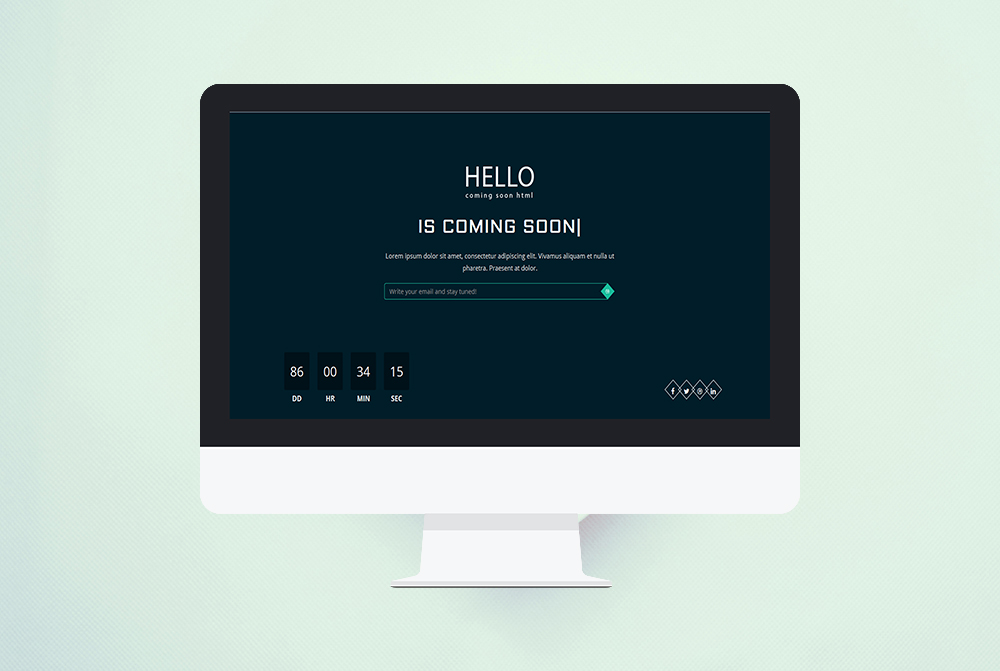 HELLO
coming soon html
IS COMING SOON|
Lorem ipsum dolor sit amet, consectetur adipiscing elit. Vivamus aliquam et nulla ut
pharetra. Praesent at dolor.
Write your email and stay tuned!
86 00 34 15
DD HR MIN SEC